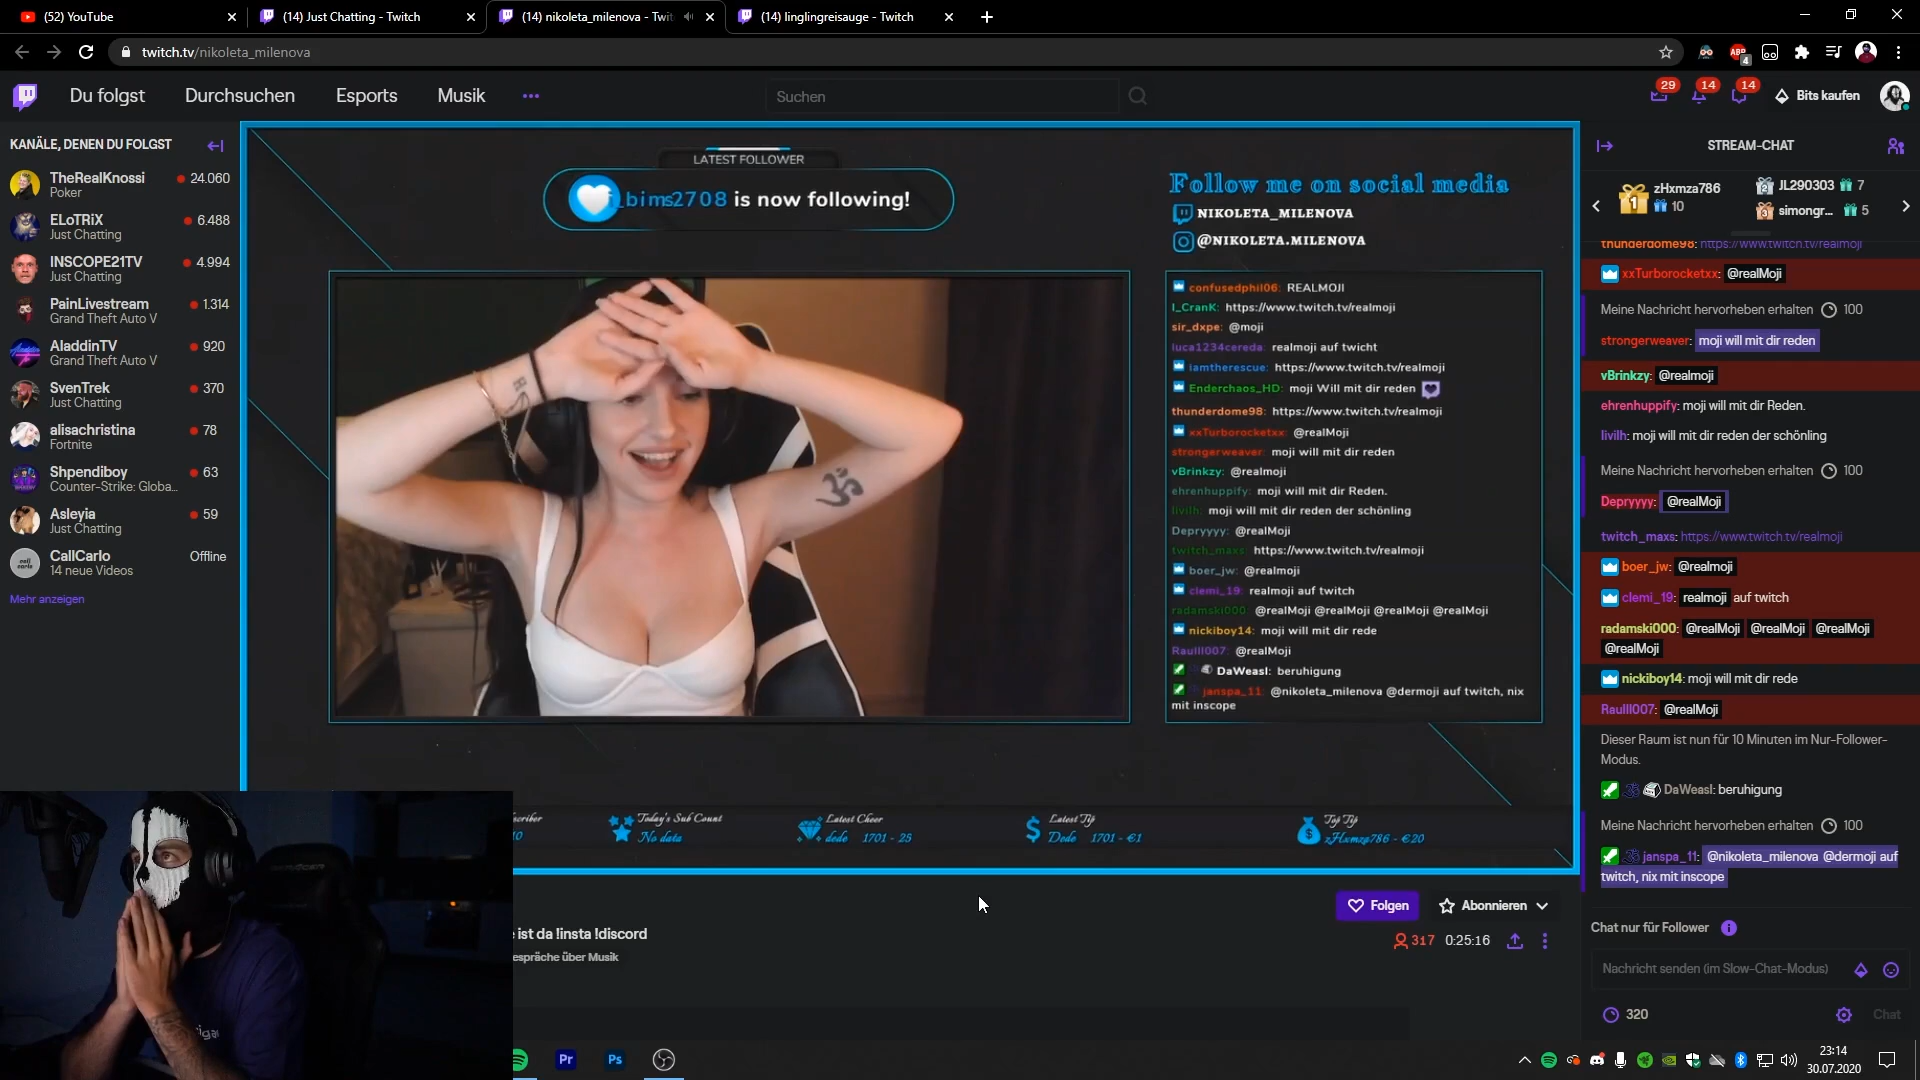 (52) YouTube
(14) Just Chatting - Twitch
(14) nikoleta_milenova - Twit
(14) linglingreisauge - Twitch
twitch.tv/nikoleta_milenova
ABP
4
Du folgst
Durchsuchen
Esports
Musik
Suchen
29
14
14
Bits kaufen
KANÄLE, DENEN DU FOLGST
TheRealKnossi
24.060
Poker
ELoTRiX
6.488
Just Chatting
INSCOPE21TV
4.994
Just Chatting
PainLivestream
1.314
Grand Theft Auto V
AladdinTV
920
Grand Theft Auto V
SvenTrek
370
Just Chatting
alisachristina
78
Fortnite
Shpendiboy
63
Counter-Strike: Globa...
Asleyia
59
Just Chatting
CallCarlo
Offline
14 neue Videos
Mehr anzeigen
LATEST FOLLOWER
_bims2708 is now following!
Follow me on social media
NIKOLETA_MILENOVA
@NIKOLETA.MILENOVA
confusedphil06: REALMOJI
I_CranK: https://www.twitch.tv/realmoji
sir_dxpe: @moji
luca1234cereda: realmoji auf twicht
iamtherescue: https://www.twitch.tv/realmoji
Enderchaos_HD: moji Will mit dir reden
thunderdome98: https://www.twitch.tv/realmoji
xxTurborocketxx: @realMoji
strongerweaver: moji will mit dir reden
vBrinkzy: @realmoji
ehrenhuppify: moji will mit dir Reden.
livilh: moji will mit dir reden der schönling
Depryyyy: @realMoji
twitch_maxs: https://www.twitch.tv/realmoji
boer_jw: @realmoji
clemi_19: realmoji auf twitch
radamski000: @realMoji @realMoji @realMoji @realMoji
nickiboy14: moji will mit dir rede
Raulll007: @realMoji
DaWeasl: beruhigung
janspa_11: @nikoleta_milenova @dermoji auf twitch, nix
mit inscope
Today's Sub Count
No data
Latest Cheer
dede 1701 - 25
Latest Tip
Dede 1701 - €1
Top Tip
zHxmza786 - €20
Folgen
Abonnieren
e ist da !insta !discord
espräche über Musik
317
0:25:16
STREAM-CHAT
1
zHxmza786
10
JL290303
7
simongr...
5
thunderdome98: https://www.twitch.tv/realmoji
xxTurborocketxx: @realMoji
Meine Nachricht hervorheben erhalten 100
strongerweaver: moji will mit dir reden
vBrinkzy: @realmoji
ehrenhuppify: moji will mit dir Reden.
livilh: moji will mit dir reden der schönling
Meine Nachricht hervorheben erhalten 100
Depryyyy: @realMoji
twitch_maxs: https://www.twitch.tv/realmoji
boer_jw: @realmoji
clemi_19: realmoji auf twitch
radamski000: @realMoji @realMoji @realMoji
@realMoji
nickiboy14: moji will mit dir rede
Raulll007: @realMoji
Dieser Raum ist nun für 10 Minuten im Nur-Follower-
Modus.
DaWeasl: beruhigung
Meine Nachricht hervorheben erhalten 100
janspa_11: @nikoleta_milenova @dermoji auf
twitch, nix mit inscope
Chat nur für Follower
Nachricht senden (im Slow-Chat-Modus)
320
Chat
Pr
Ps
23:14
30.07.2020